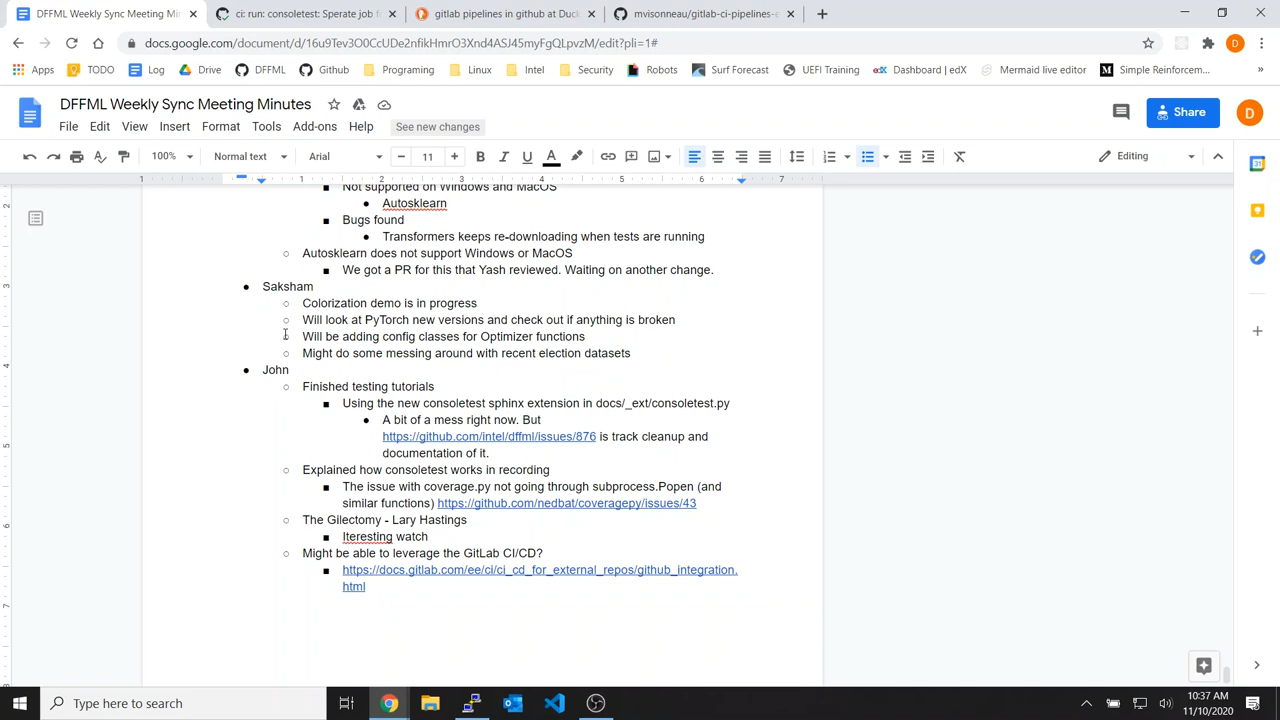 DFFML Weekly Sync Meeting Min
ci: run: consoletest: Sperate job f
gitlab pipelines in github at Duck
mvisonneau/gitlab-ci-pipelines-e
docs.google.com/document/d/16u9Tev3O0CcUDe2nfikHmrO3Xnd4ASJ45myFgQLpvzM/edit?pli=1#
Apps TODO Log Drive DFFML Github Programing Linux Intel Security Robots Surf Forecast UEFI Training Dashboard | edX Mermaid live editor Simple Reinforcem...
DFFML Weekly Sync Meeting Minutes
File Edit View Insert Format Tools Add-ons Help See new changes
Share
D
100% Normal text Arial 11 Editing
1 1 2 3 4 5 6 7
Not supported on Windows and MacOS
Autosklearn
Bugs found
Transformers keeps re-downloading when tests are running
Autosklearn does not support Windows or MacOS
We got a PR for this that Yash reviewed. Waiting on another change.
Saksham
Colorization demo is in progress
Will look at PyTorch new versions and check out if anything is broken
Will be adding config classes for Optimizer functions
Might do some messing around with recent election datasets
John
Finished testing tutorials
Using the new consoletest sphinx extension in docs/_ext/consoletest.py
A bit of a mess right now. But
https://github.com/intel/dffml/issues/876 is track cleanup and
documentation of it.
Explained how consoletest works in recording
The issue with coverage.py not going through subprocess.Popen (and
similar functions) https://github.com/nedbat/coveragepy/issues/43
The Gilectomy - Lary Hastings
Iteresting watch
Might be able to leverage the GitLab CI/CD?
https://docs.gitlab.com/ee/ci/ci_cd_for_external_repos/github_integration.
html
Type here to search
10:37 AM
11/10/2020